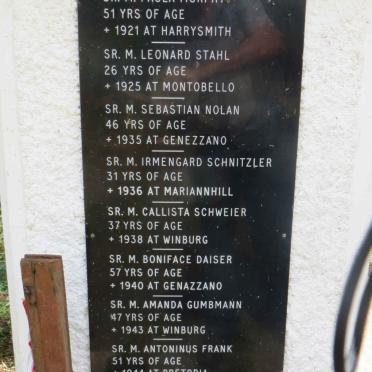 51 YRS OF AGE
+ 1921 AT HARRYSMITH
SR. M. LEONARD STAHL
26 YRS OF AGE
+ 1925 AT MONTOBELLO
SR. M. SEBASTIAN NOLAN
46 YRS OF AGE
+ 1935 AT GENEZZANO
SR. M. IRMENGARD SCHNITZLER
31 YRS OF AGE
+ 1936 AT MARIANNHILL
SR. M. CALLISTA SCHWEIER
37 YRS OF AGE
+ 1938 AT WINBURG
SR. M. BONIFACE DAISER
57 YRS OF AGE
+ 1940 AT GENAZZANO
SR. M. AMANDA GUMBMANN
47 YRS OF AGE
+ 1943 AT WINBURG
SR. M. ANTONINUS FRANK
51 YRS OF AGE
+ 1944 AT PRETORIA